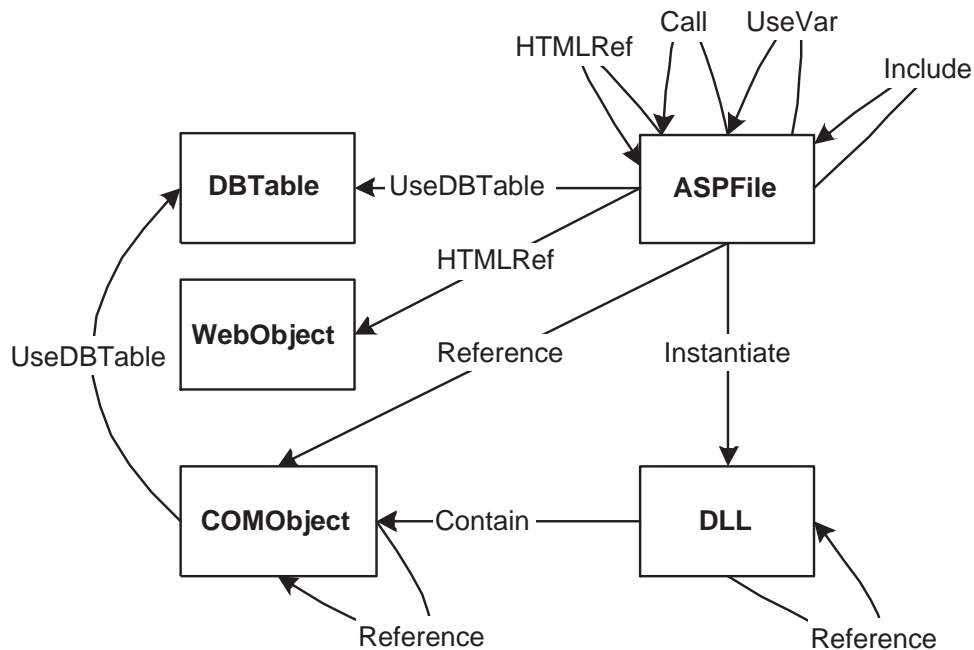 Call
UseVar
HTMLRef
Include
DBTable
UseDBTable
ASPFile
HTMLRef
WebObject
UseDBTable
Reference
Instantiate
COMObject
Contain
DLL
Reference
Reference